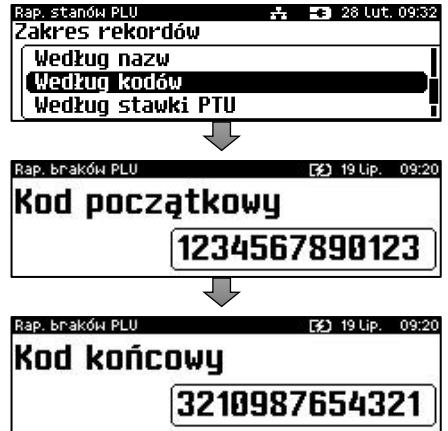 Rap. stanów PLU 28 Lut. 09:32
Zakres rekordów
Według nazw
Według kodów
Według stawki PTU
Rap. braków PLU 19 Lip. 09:20
Kod początkowy
1234567890123
Rap. braków PLU 19 Lip. 09:20
Kod końcowy
3210987654321